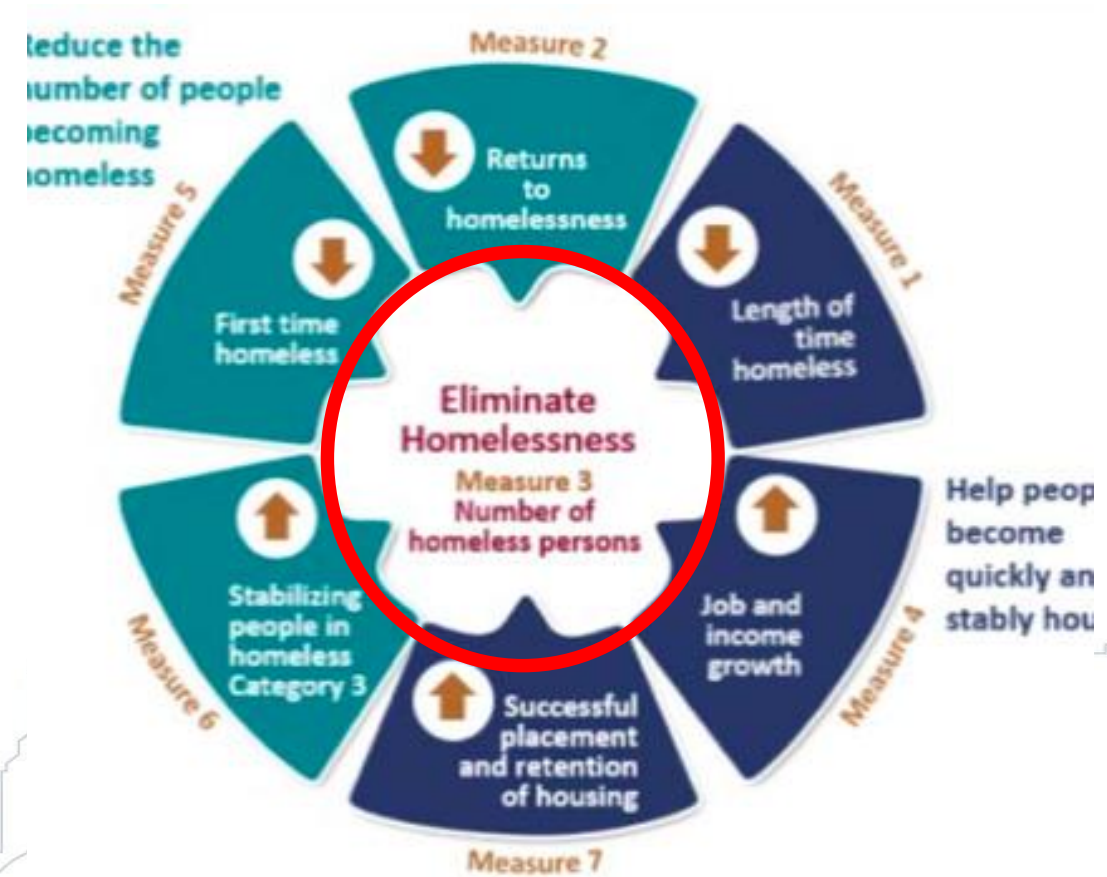 Reduce the
number of people
becoming
homeless
Measure 2
Returns
to
homelessness
Measure 1
Length of
time
homeless
Measure 5
First time
homeless
Eliminate
Homelessness
Measure 3
Number of
homeless persons
Help peop
become
quickly an
stably hou
Measure 4
Job and
income
growth
Measure 6
Stabilizing
people in
homeless
Category 3
Successful
placement
and retention
of housing
Measure 7